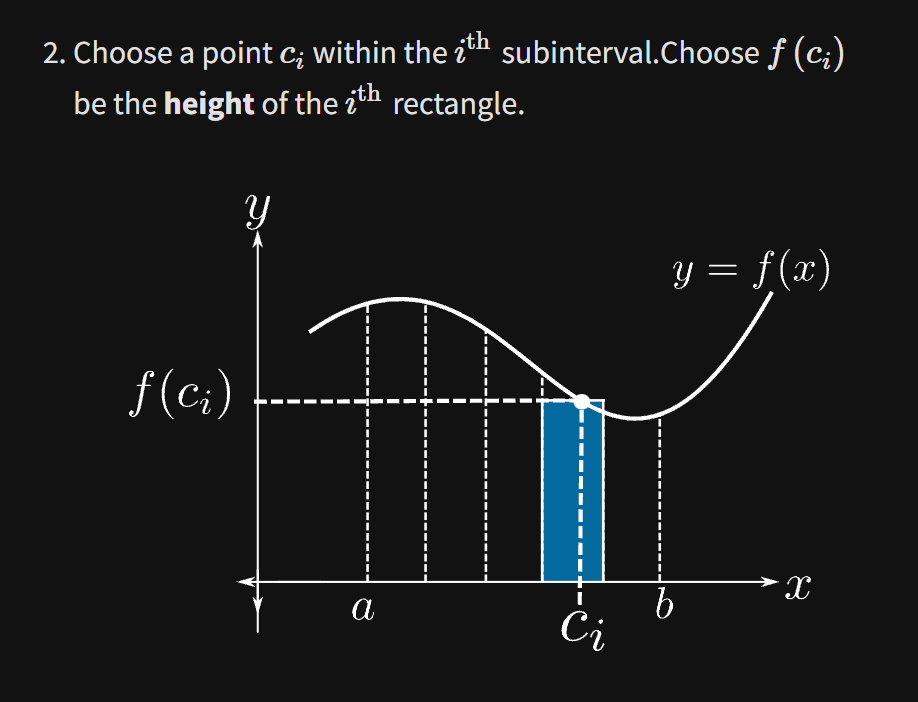 2. Choose a point cᵢ within the iᵗʰ subinterval.Choose f (cᵢ)
be the height of the iᵗʰ rectangle.
y
y = f(x)
f(cᵢ)
x
a
cᵢ
b